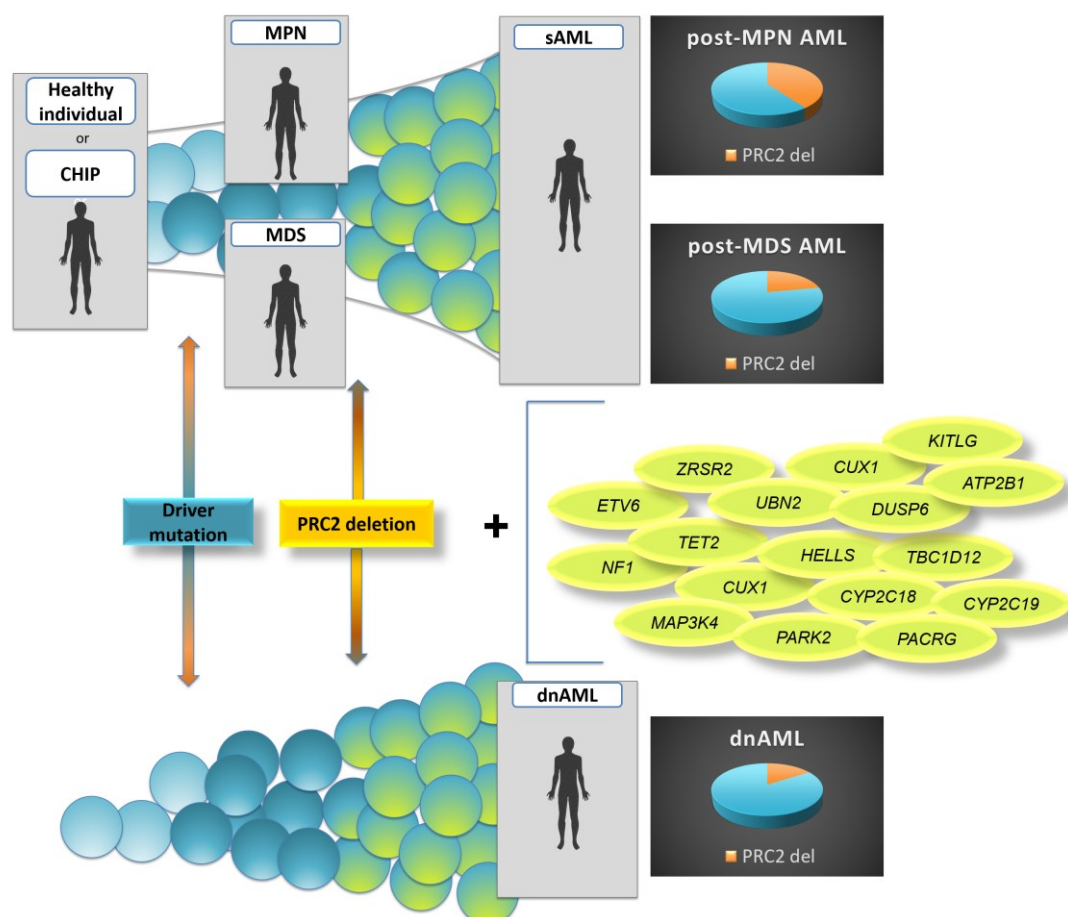 Healthy
individual
or
CHIP
MPN
MDS
sAML
post-MPN AML
PRC2 del
post-MDS AML
PRC2 del
Driver
mutation
PRC2 deletion
+
KITLG
ZRSR2
CUX1
ATP2B1
ETV6
UBN2
DUSP6
TET2
HELLS
TBC1D12
NF1
CUX1
CYP2C18
CYP2C19
MAP3K4
PARK2
PACRG
dnAML
dnAML
PRC2 del